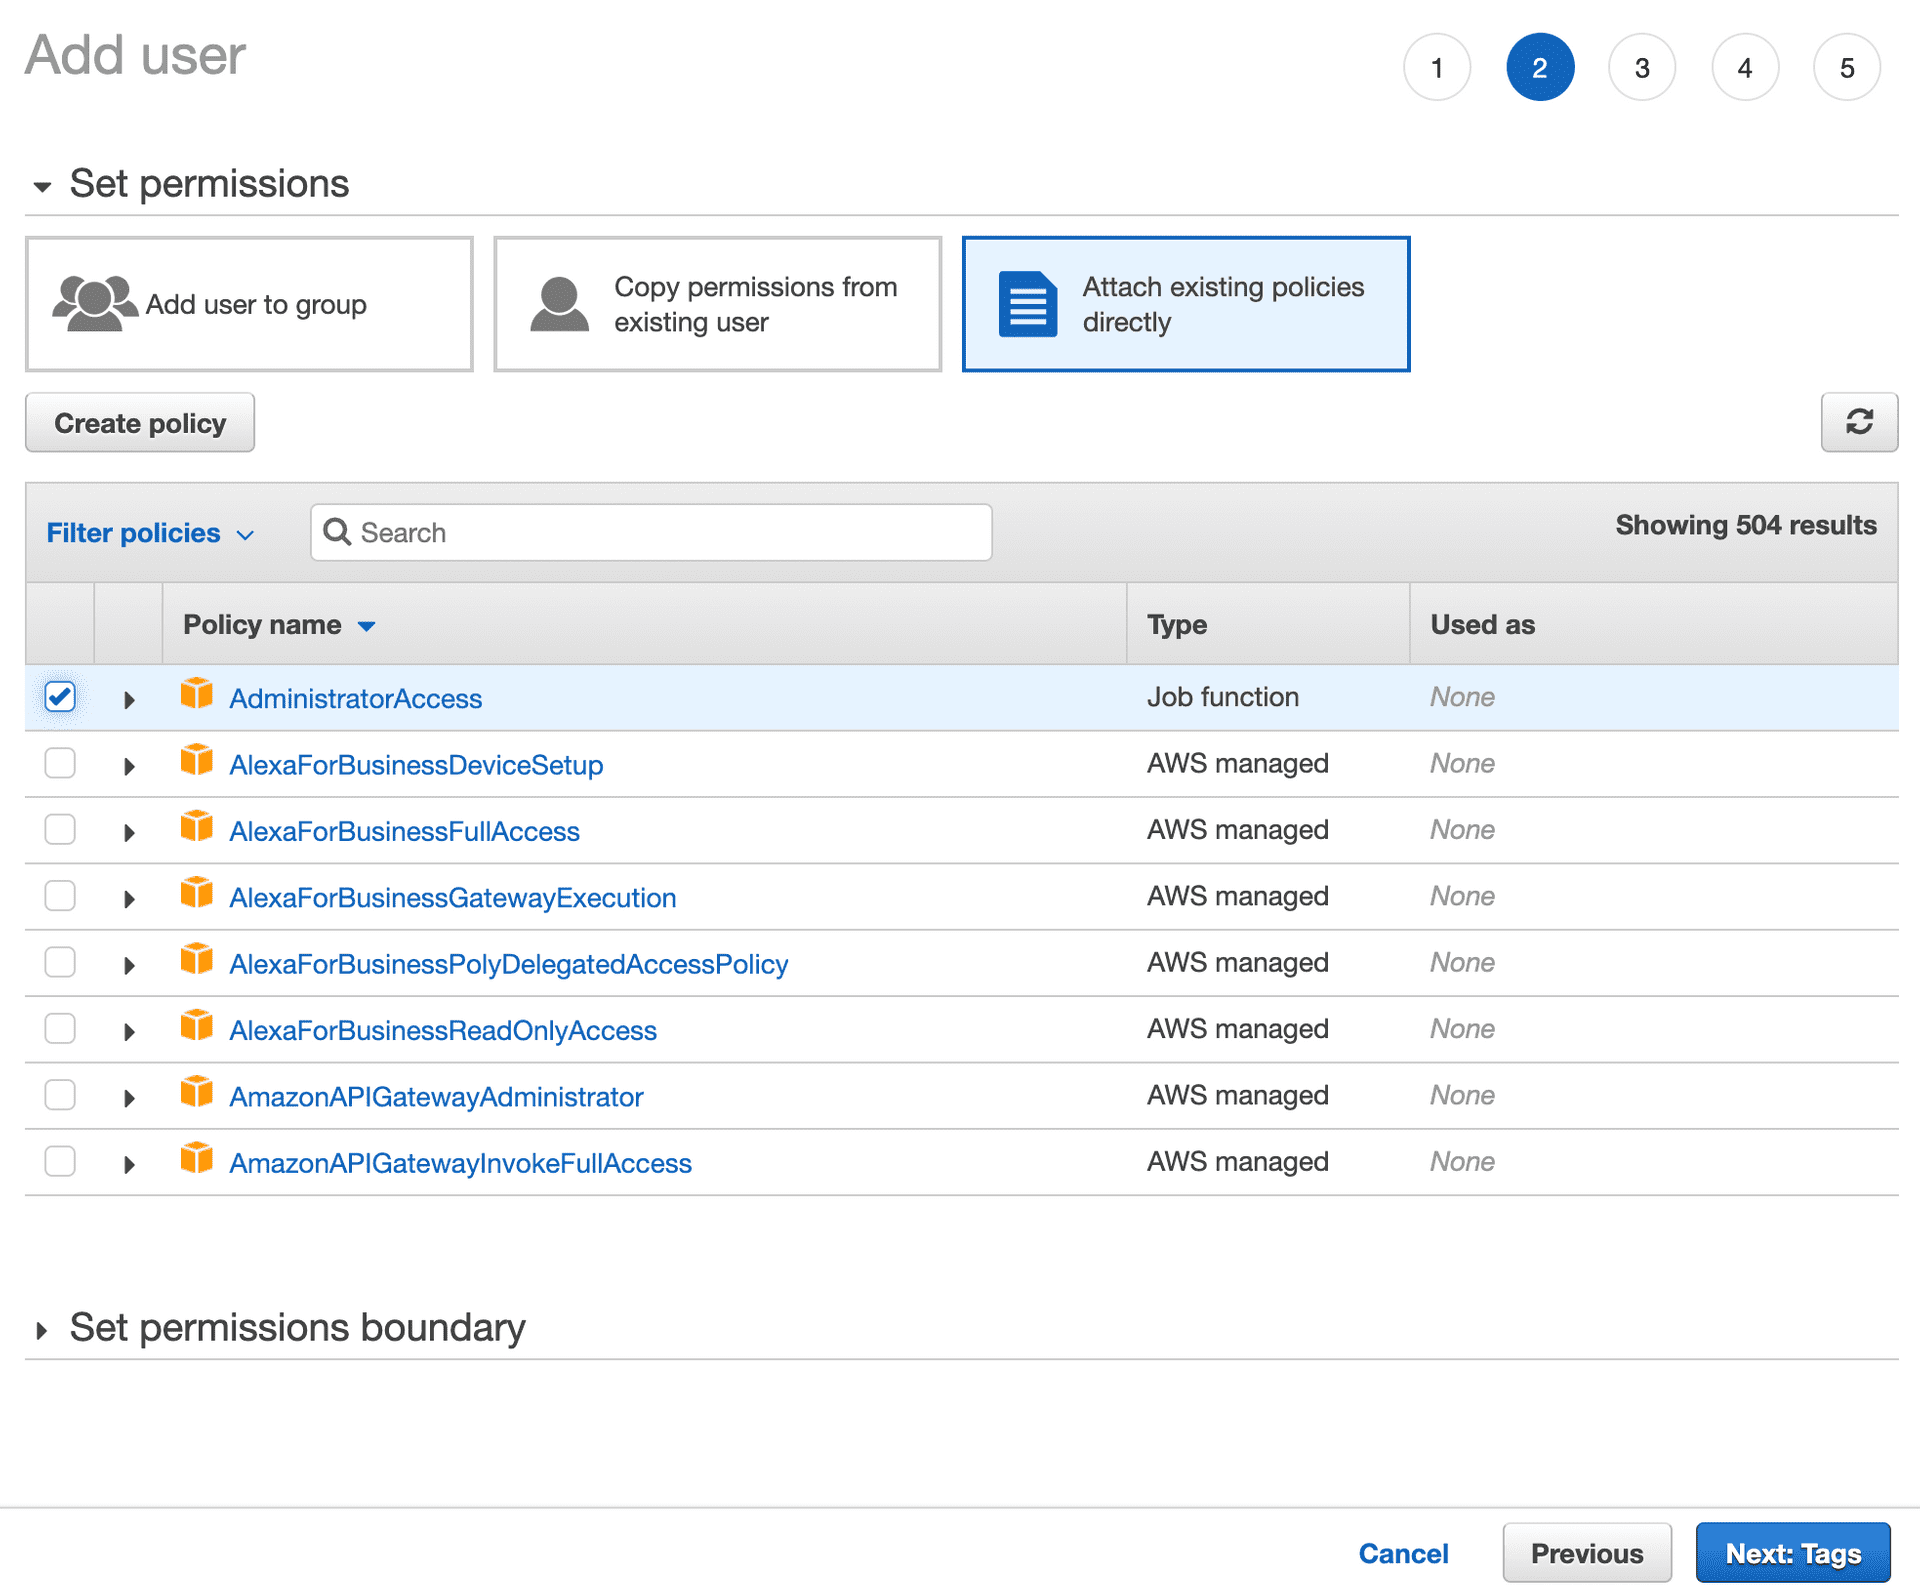 Add user
1 2 3 4 5
Set permissions
Add user to group
Copy permissions from
existing user
Attach existing policies
directly
Create policy
Filter policies
Search
Showing 504 results
Policy name Type Used as
AdministratorAccess Job function None
AlexaForBusinessDeviceSetup AWS managed None
AlexaForBusinessFullAccess AWS managed None
AlexaForBusinessGatewayExecution AWS managed None
AlexaForBusinessPolyDelegatedAccessPolicy AWS managed None
AlexaForBusinessReadOnlyAccess AWS managed None
AmazonAPIGatewayAdministrator AWS managed None
AmazonAPIGatewayInvokeFullAccess AWS managed None
Set permissions boundary
Cancel Previous Next: Tags